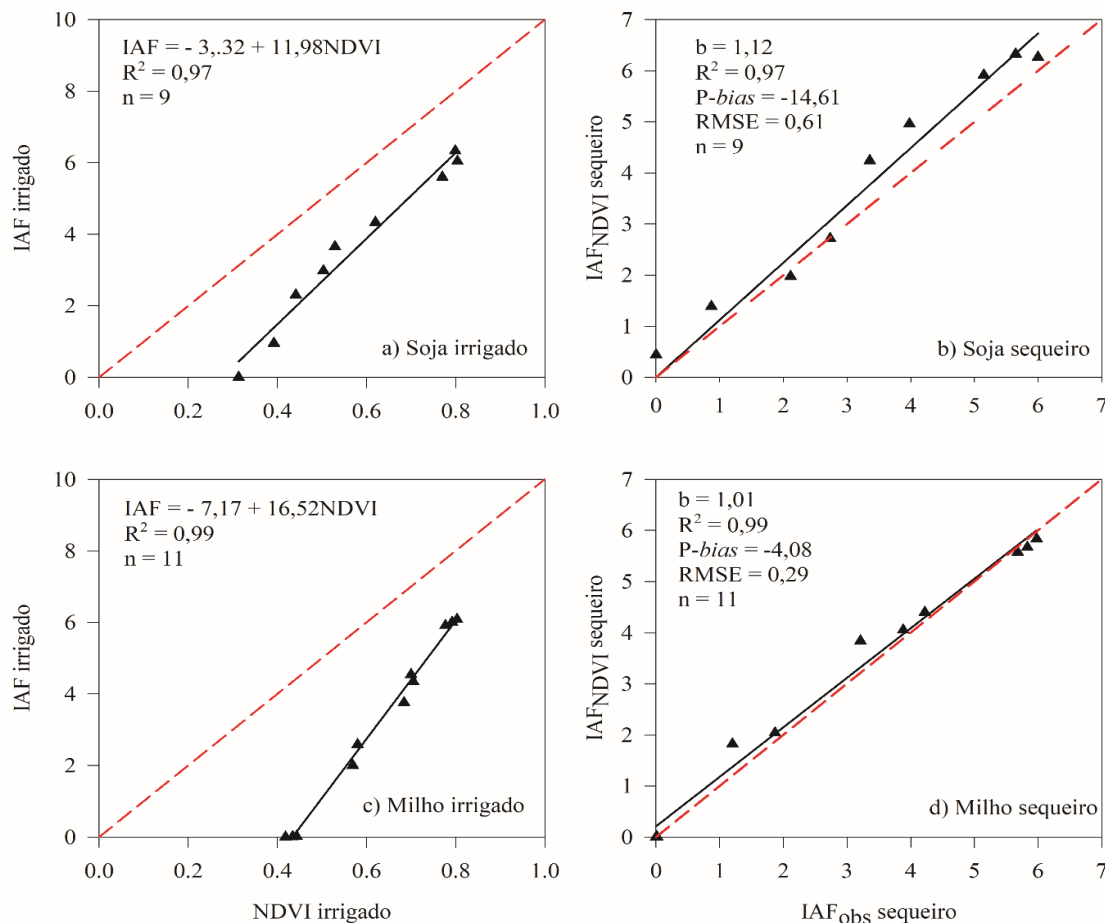 10
8
6
4
2
0
IAF irrigado
IAF = - 3,.32 + 11,98NDVI
R² 0,97
n = 9
a) Soja irrigado
0.0 0.2 0.4 0.6 0.8 1.0
7
6
5
4
3
2
1
0
IAFNDVI sequeiro
b = 1,12
R² = 0,97
P-bias = -14,61
RMSE = 0,61
n = 9
b) Soja sequeiro
0 1 2 3 4 5 6 7
10
8
6
4
2
0
IAF irrigado
IAF = - 7,17 + 16,52NDVI
R² = 0,99
n = 11
c) Milho irrigado
0.0 0.2 0.4 0.6 0.8 1.0
NDVI irrigado
7
6
5
4
3
2
1
0
IAFNDVI sequeiro
b = 1,01
R² = 0,99
P-bias = -4,08
RMSE = 0,29
n = 11
d) Milho sequeiro
0 1 2 3 4 5 6 7
IAFobs sequeiro